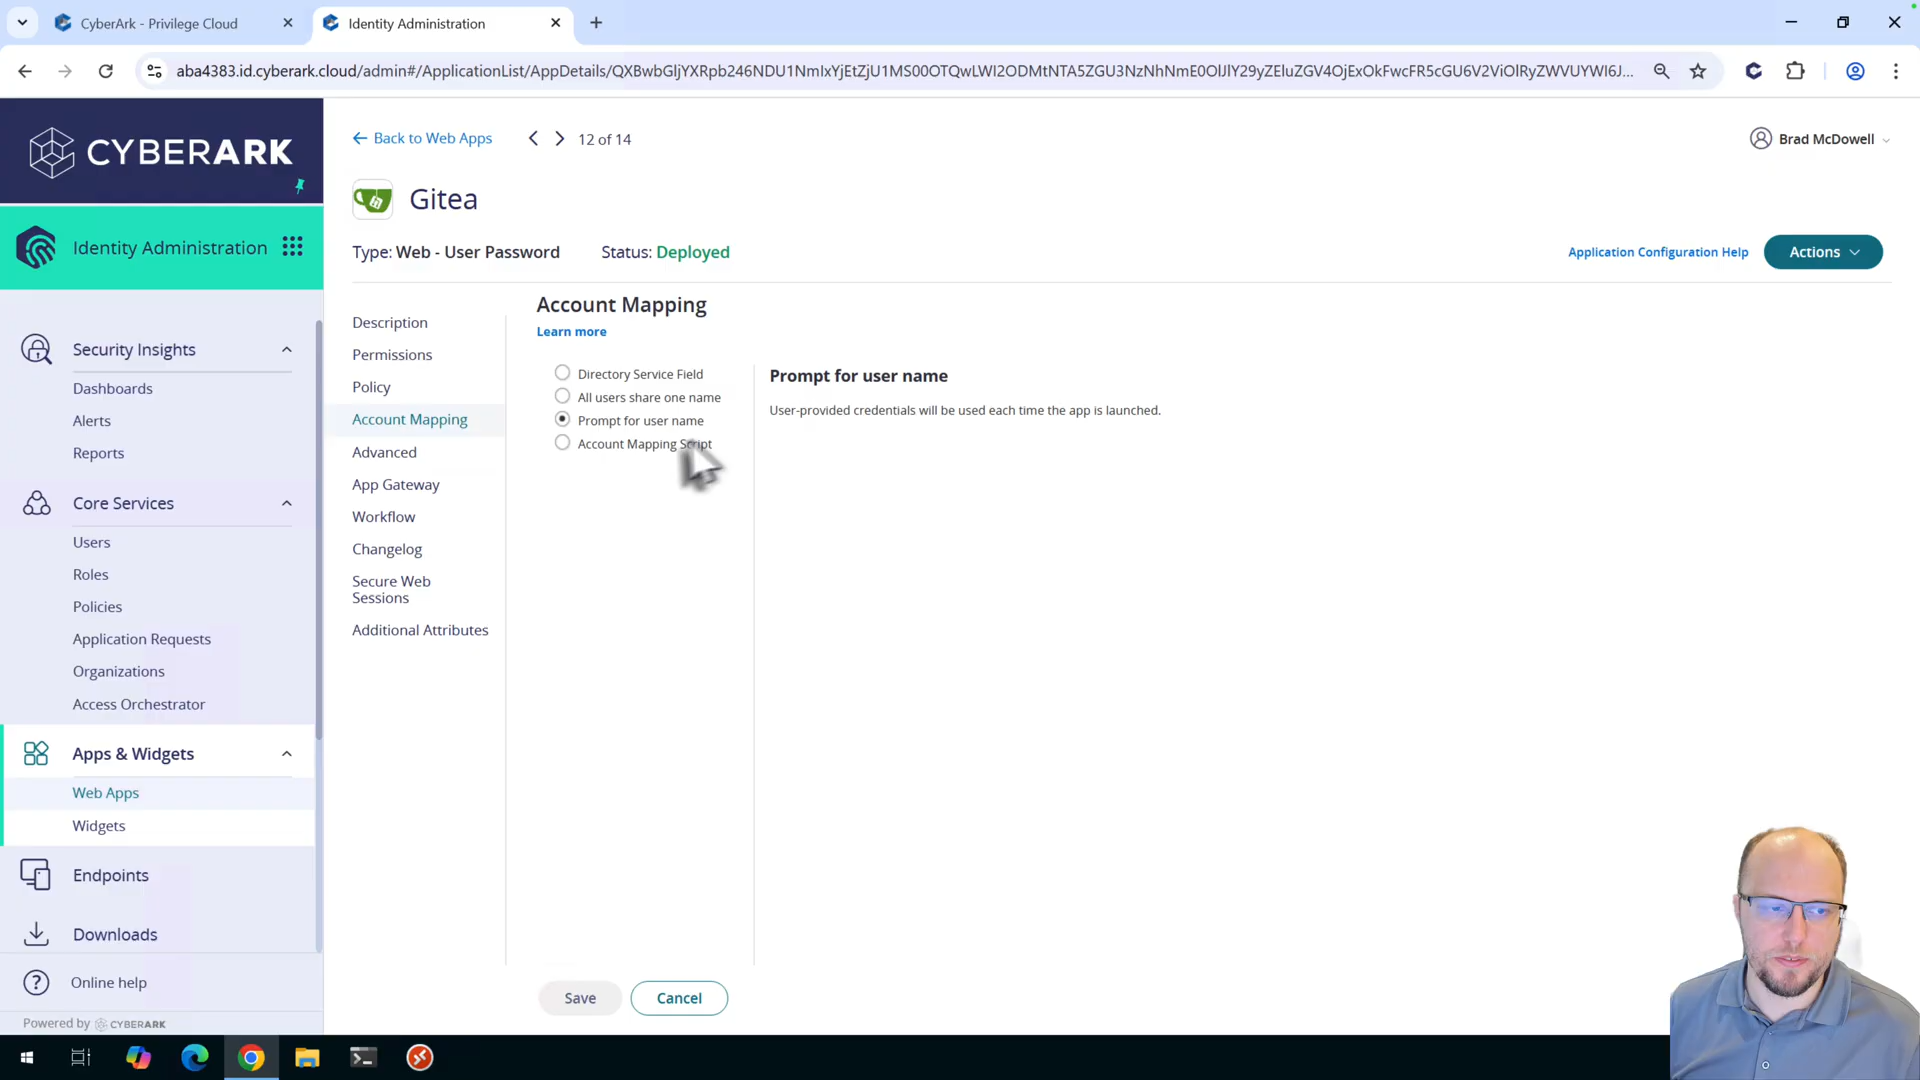 CyberArk - Privilege Cloud
Identity Administration
aba4383.id.cyberark.cloud/admin#/ApplicationList/AppDetails/
CYBERARK
Identity Administration
Security Insights
Dashboards
Alerts
Reports
Core Services
Users
Roles
Policies
Application Requests
Organizations
Access Orchestrator
Apps & Widgets
Web Apps
Widgets
Endpoints
Downloads
Online help
Powered by CYBERARK
Back to Web Apps
12 of 14
Brad McDowell
Gitea
Type: Web - User Password
Status: Deployed
Application Configuration Help
Actions
Description
Permissions
Policy
Account Mapping
Advanced
App Gateway
Workflow
Changelog
Secure Web
Sessions
Additional Attributes
Account Mapping
Learn more
Directory Service Field
All users share one name
Prompt for user name
Account Mapping Script
Prompt for user name
User-provided credentials will be used each time the app is launched.
Save
Cancel